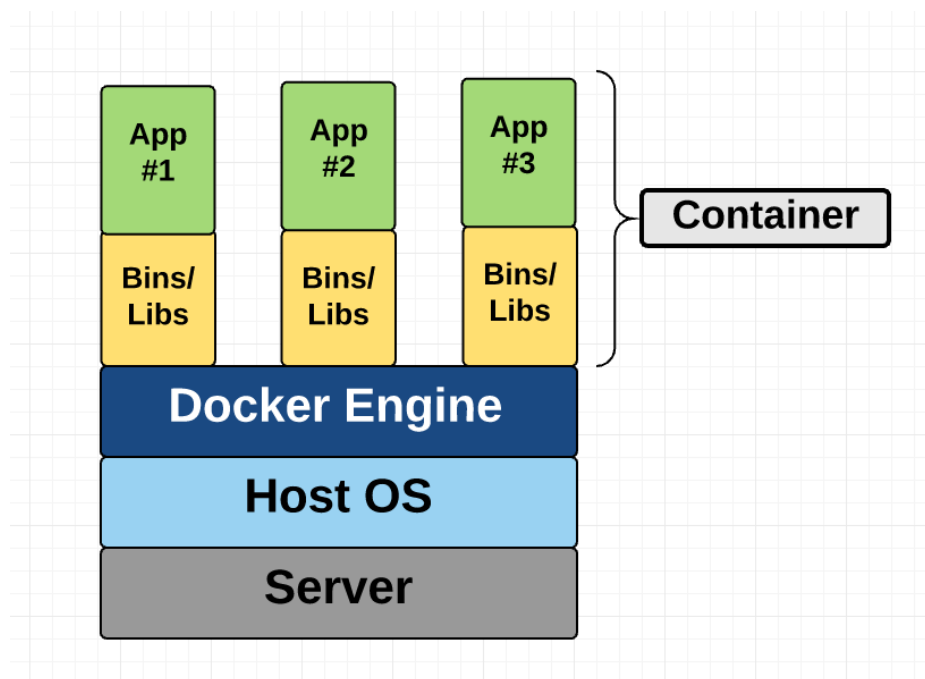 App
#1
App
#2
App
#3
Container
Bins/
Libs
Bins/
Libs
Bins/
Libs
Docker Engine
Host OS
Server